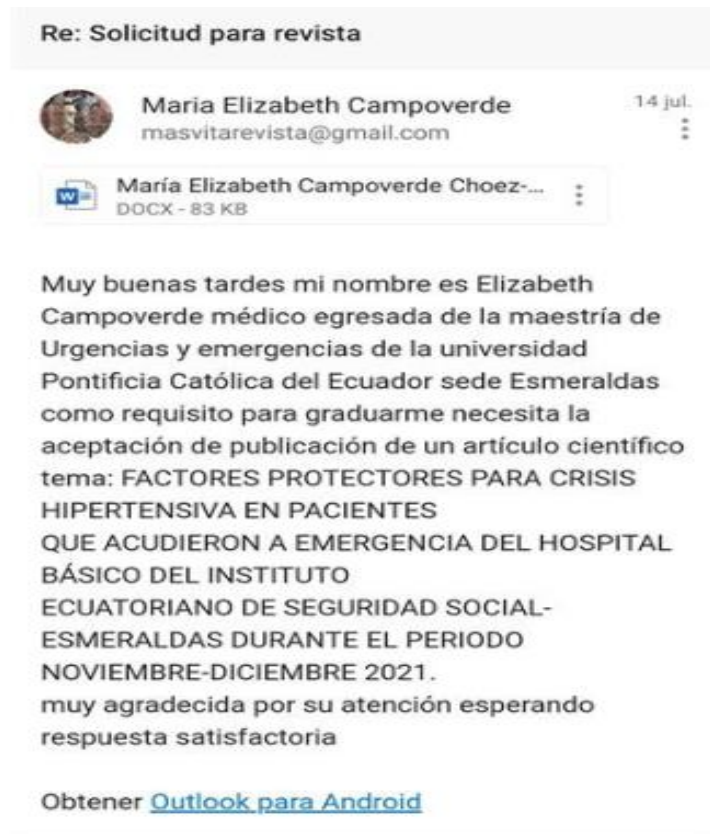 Re: Solicitud para revista
Maria Elizabeth Campoverde
14 jul.
masvitarevista@gmail.com
W
María Elizabeth Campoverde Choez-...
DOCX - 83 KB
Muy buenas tardes mi nombre es Elizabeth
Campoverde médico egresada de la maestría de
Urgencias y emergencias de la universidad
Pontificia Católica del Ecuador sede Esmeraldas
como requisito para graduarme necesita la
aceptación de publicación de un artículo científico
tema: FACTORES PROTECTORES PARA CRISIS
HIPERTENSIVA EN PACIENTES
QUE ACUDIERON A EMERGENCIA DEL HOSPITAL
BÁSICO DEL INSTITUTO
ECUATORIANO DE SEGURIDAD SOCIAL-
ESMERALDAS DURANTE EL PERIODO
NOVIEMBRE-DICIEMBRE 2021.
muy agradecida por su atención esperando
respuesta satisfactoria
Obtener Outlook para Android